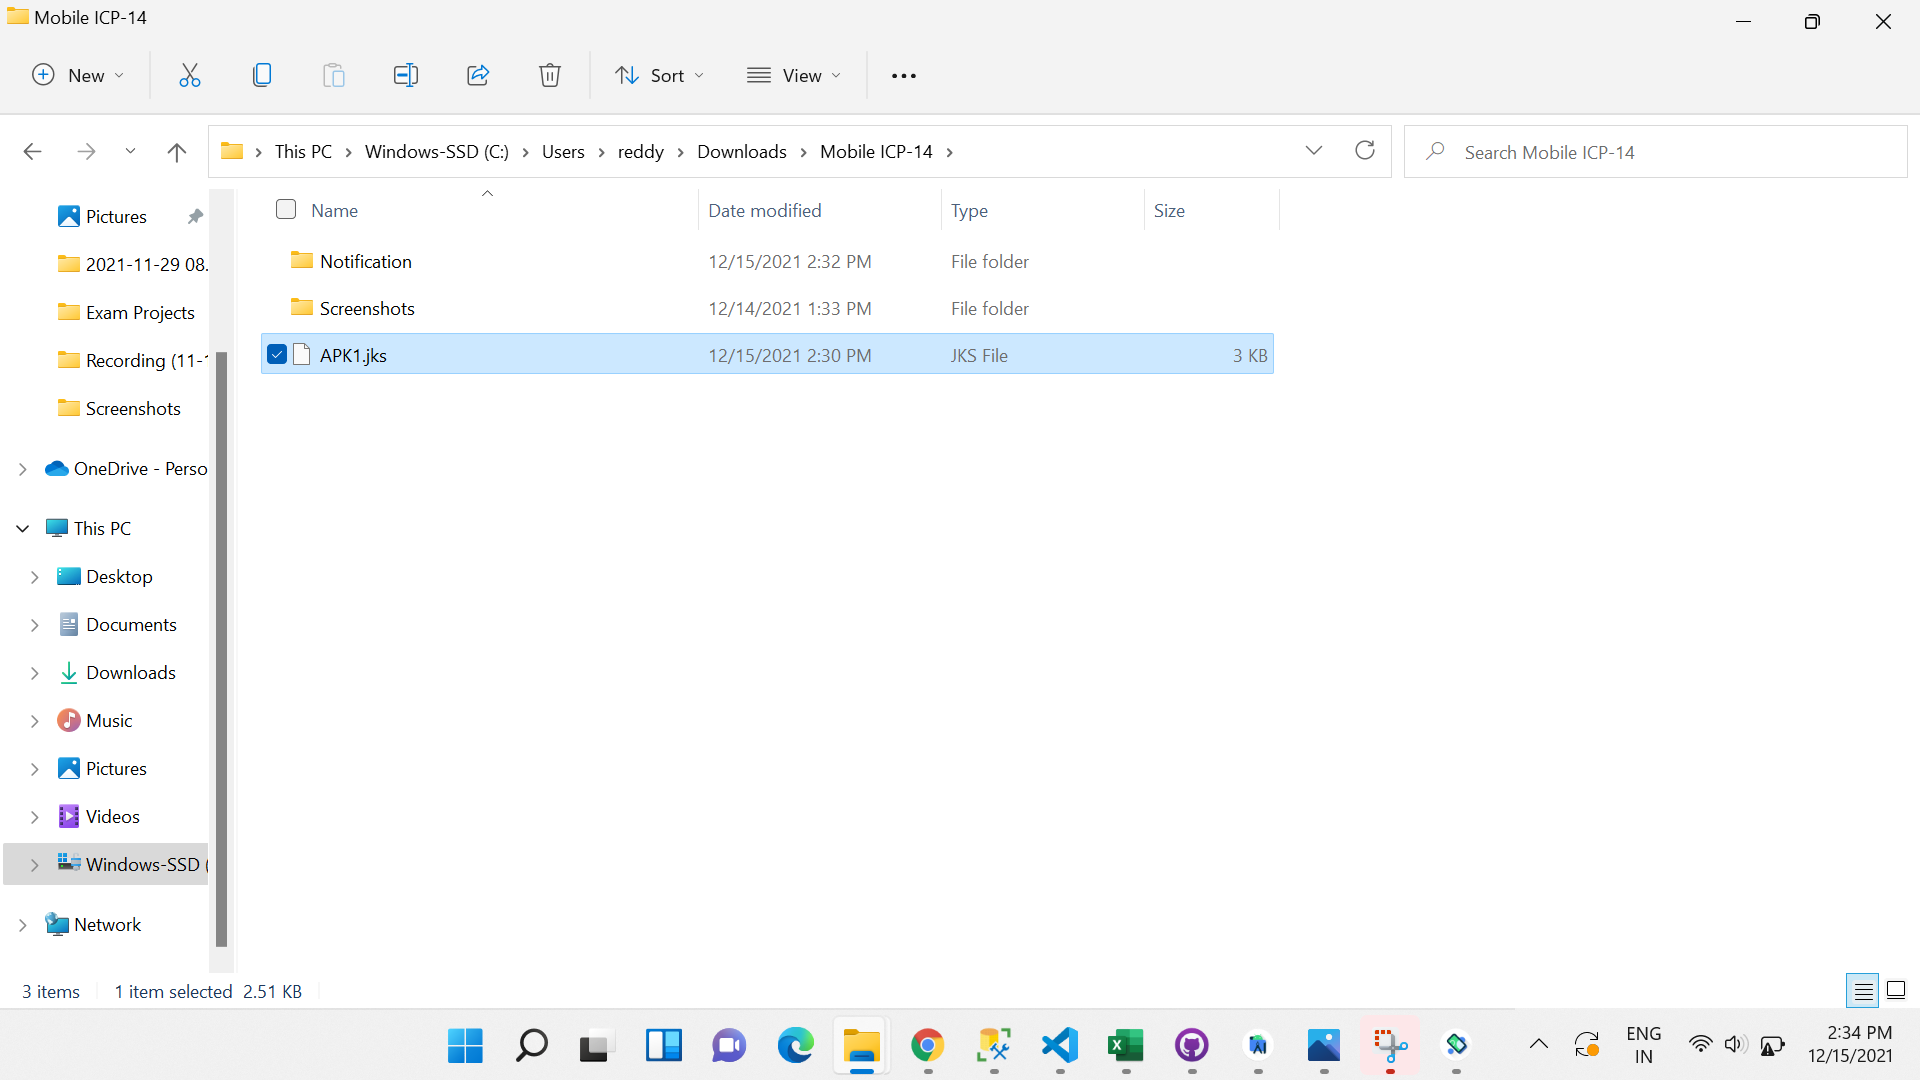 Mobile ICP-14
New
Sort
View
This PC
Windows-SSD (C:)
Users
reddy
Downloads
Mobile ICP-14
Search Mobile ICP-14
Name
Date modified
Type
Size
Notification
12/15/2021 2:32 PM
File folder
Screenshots
12/14/2021 1:33 PM
File folder
APK1.jks
12/15/2021 2:30 PM
JKS File
3 KB
Pictures
2021-11-29 08.
Exam Projects
Recording (11-1
Screenshots
OneDrive - Perso
This PC
Desktop
Documents
Downloads
Music
Pictures
Videos
Windows-SSD (
Network
3 items
1 item selected 2.51 KB
ENG
IN
2:34 PM
12/15/2021